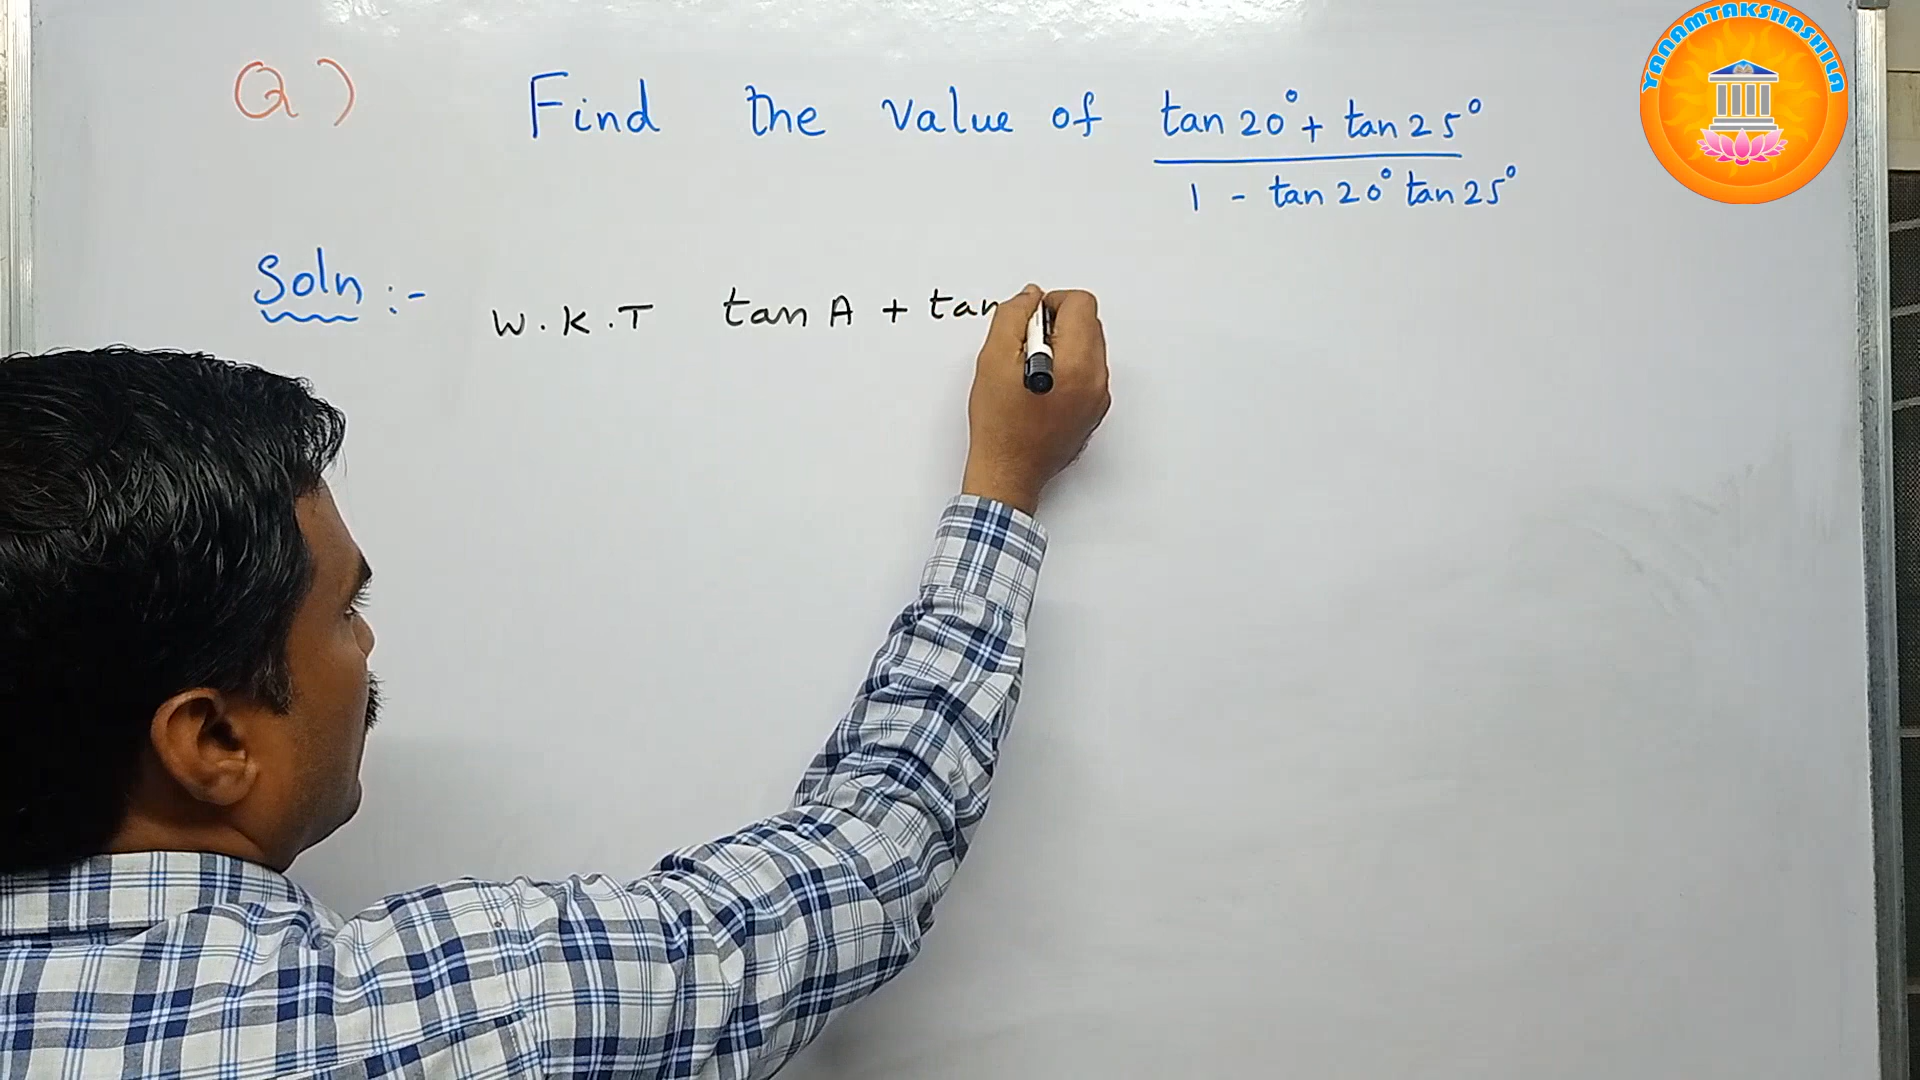 YANAMTAKSHASHILA
Q) Find the value of tan 20° + tan 25°
1 - tan 20° tan 25°
Soln :- W.K.T tan A + tan